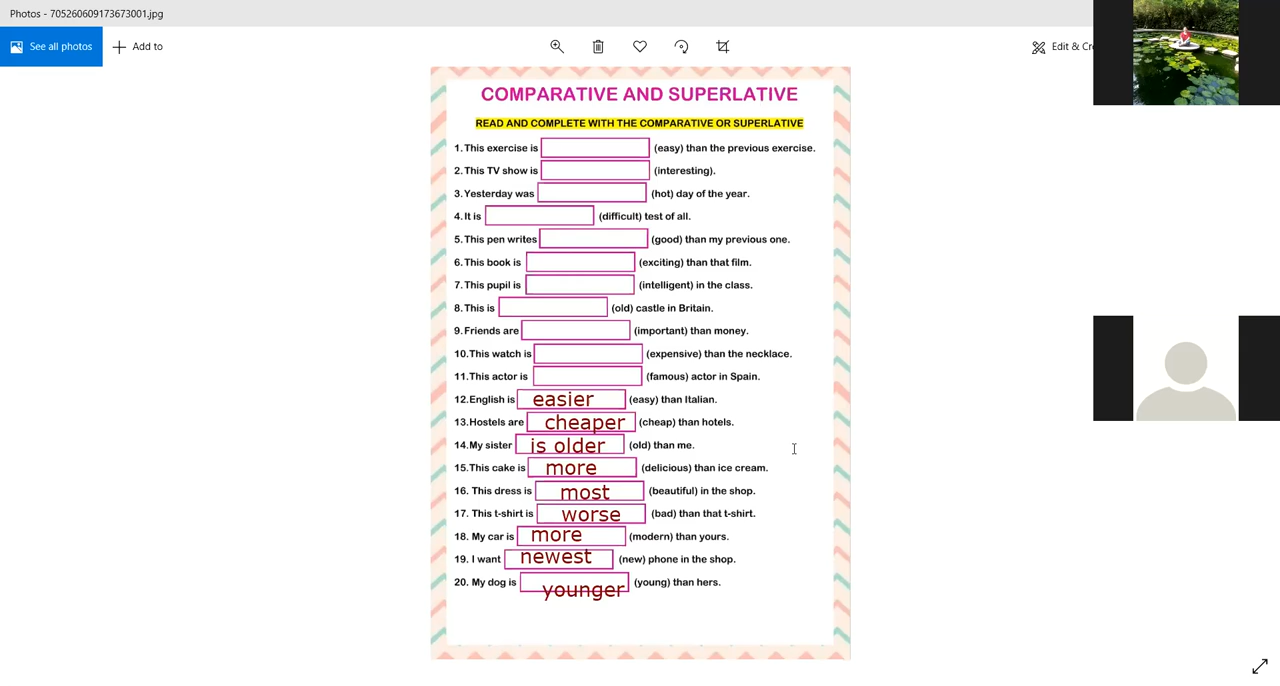 Photos - 705260609173673001.jpg
See all photos
Add to
Edit & Cr
COMPARATIVE AND SUPERLATIVE
READ AND COMPLETE WITH THE COMPARATIVE OR SUPERLATIVE
1. This exercise is (easy) than the previous exercise.
2. This TV show is (interesting).
3. Yesterday was (hot) day of the year.
4. It is (difficult) test of all.
5. This pen writes (good) than my previous one.
6. This book is (exciting) than that film.
7. This pupil is (intelligent) in the class.
8. This is (old) castle in Britain.
9. Friends are (important) than money.
10. This watch is (expensive) than the necklace.
11. This actor is (famous) actor in Spain.
12. English is easier (easy) than Italian.
13. Hostels are cheaper (cheap) than hotels.
14. My sister is older (old) than me.
15. This cake is more (delicious) than ice cream.
16. This dress is most (beautiful) in the shop.
17. This t-shirt is worse (bad) than that t-shirt.
18. My car is more (modern) than yours.
19. I want newest (new) phone in the shop.
20. My dog is younger (young) than hers.